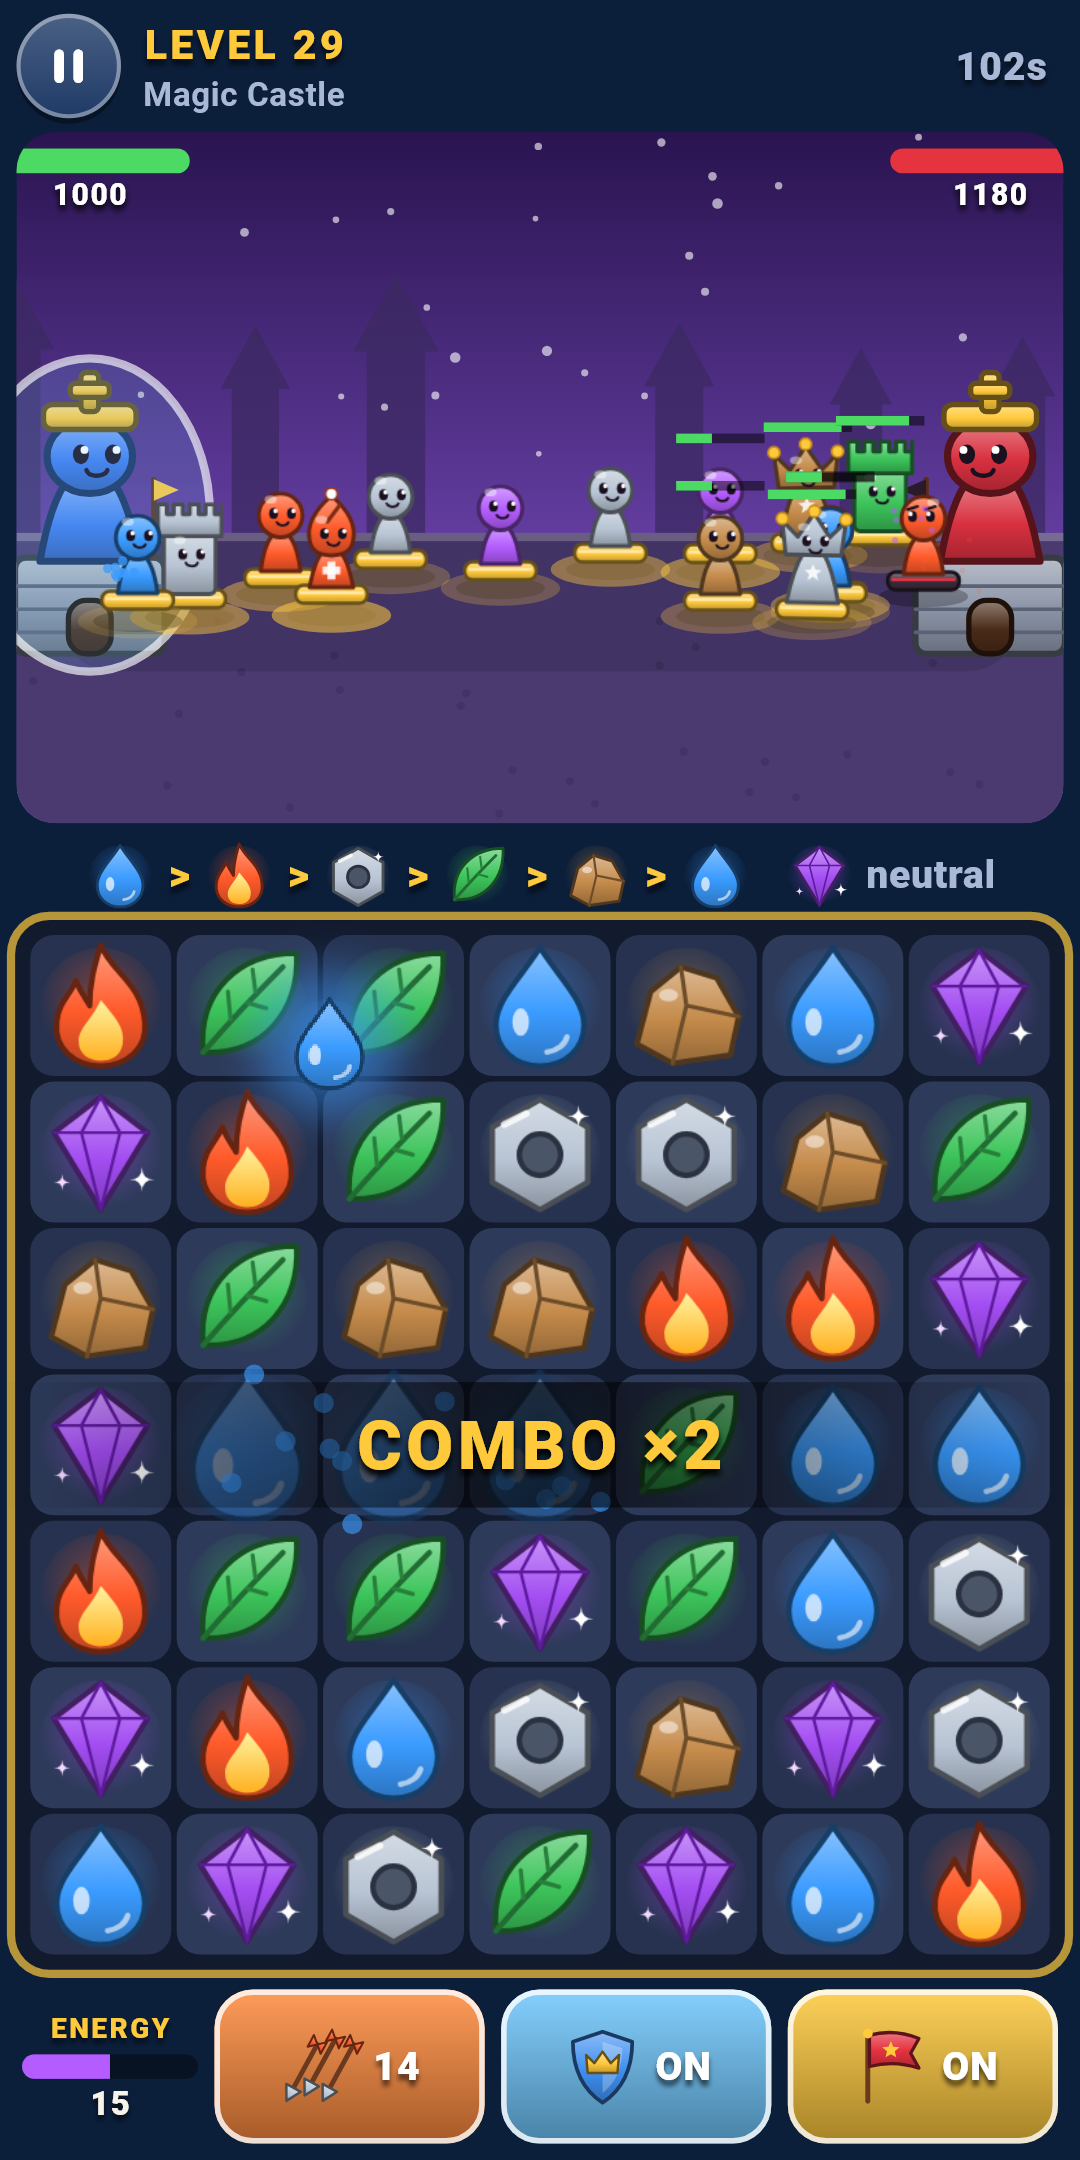 LEVEL 29
Magic Castle
102s
1000
1180
> > > > > neutral
COMBO ×2
ENERGY
15
14
ON
ON